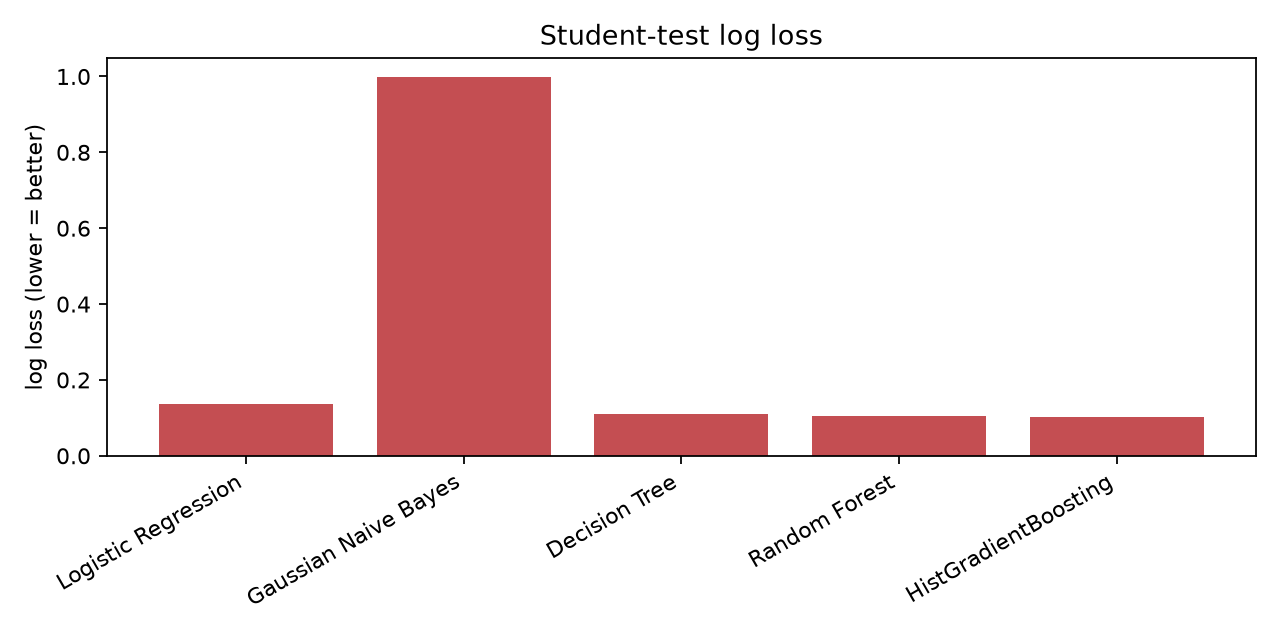 Student-test log loss
log loss (lower = better)
1.0
0.8
0.6
0.4
0.2
0.0
Logistic Regression
Gaussian Naive Bayes
Decision Tree
Random Forest
HistGradientBoosting